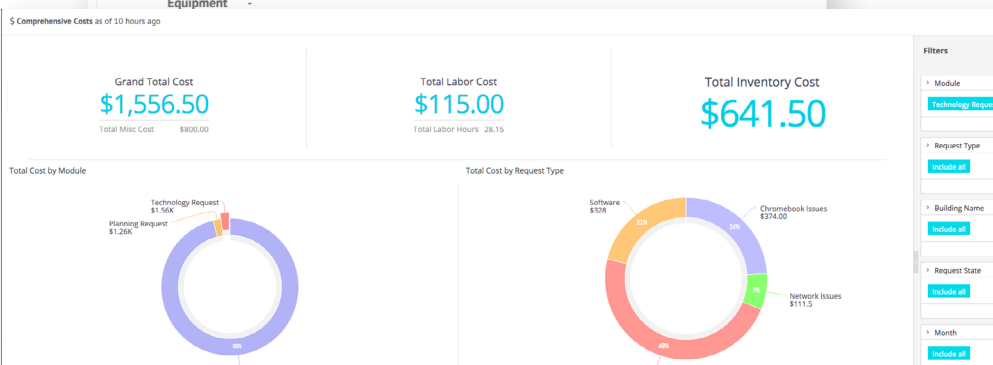 Equipment -
$ Comprehensive Costs as of 10 hours ago
Filters
Grand Total Cost
$1,556.50
Total Misc Cost $800.00
Total Labor Cost
$115.00
Total Labor Hours 28.15
Total Inventory Cost
$641.50
› Module
Technology Reque
› Request Type
Include all
› Building Name
Include all
› Request State
Include all
› Month
Include all
Total Cost by Module
Technology Request
$1.56K
Planning Request
$1.26K
Total Cost by Request Type
Software
$328
21%
Chromebook Issues
$374.00
24%
Network Issues
$111.5
7%